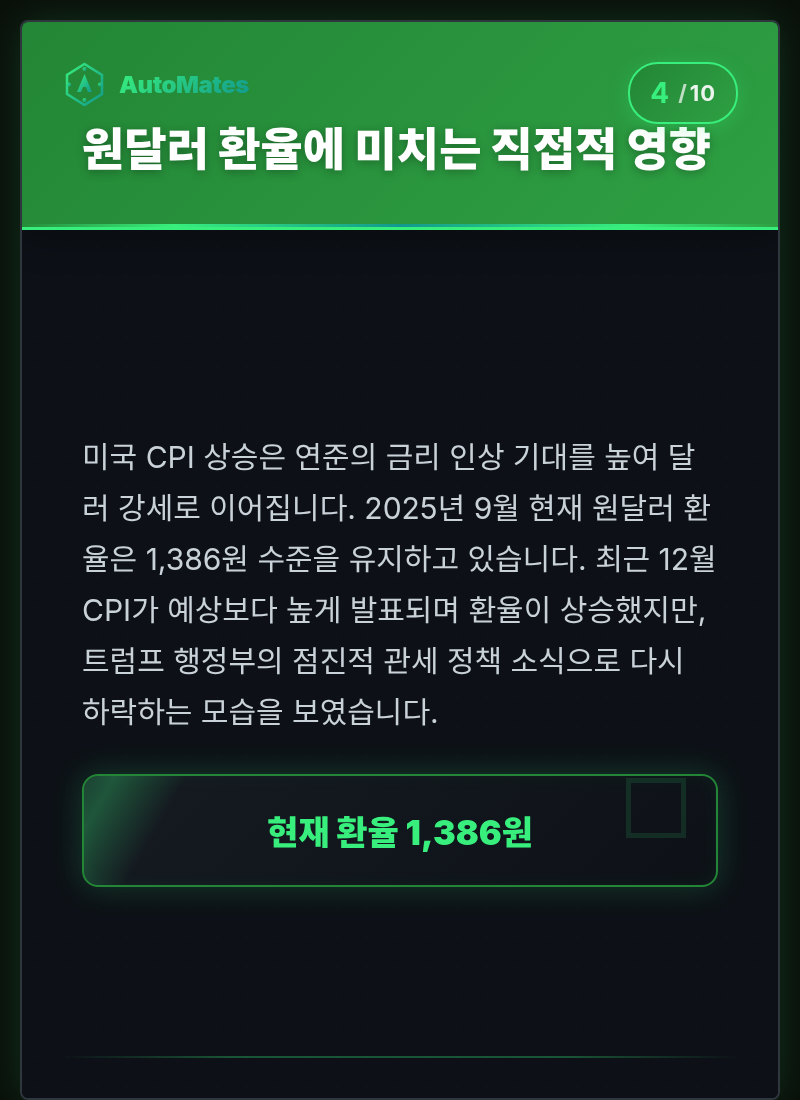 AutoMates
4 /10
원달러 환율에 미치는 직접적 영향
미국 CPI 상승은 연준의 금리 인상 기대를 높여 달
러 강세로 이어집니다. 2025년 9월 현재 원달러 환
율은 1,386원 수준을 유지하고 있습니다. 최근 12월
CPI가 예상보다 높게 발표되며 환율이 상승했지만,
트럼프 행정부의 점진적 관세 정책 소식으로 다시
하락하는 모습을 보였습니다.
현재 환율 1,386원